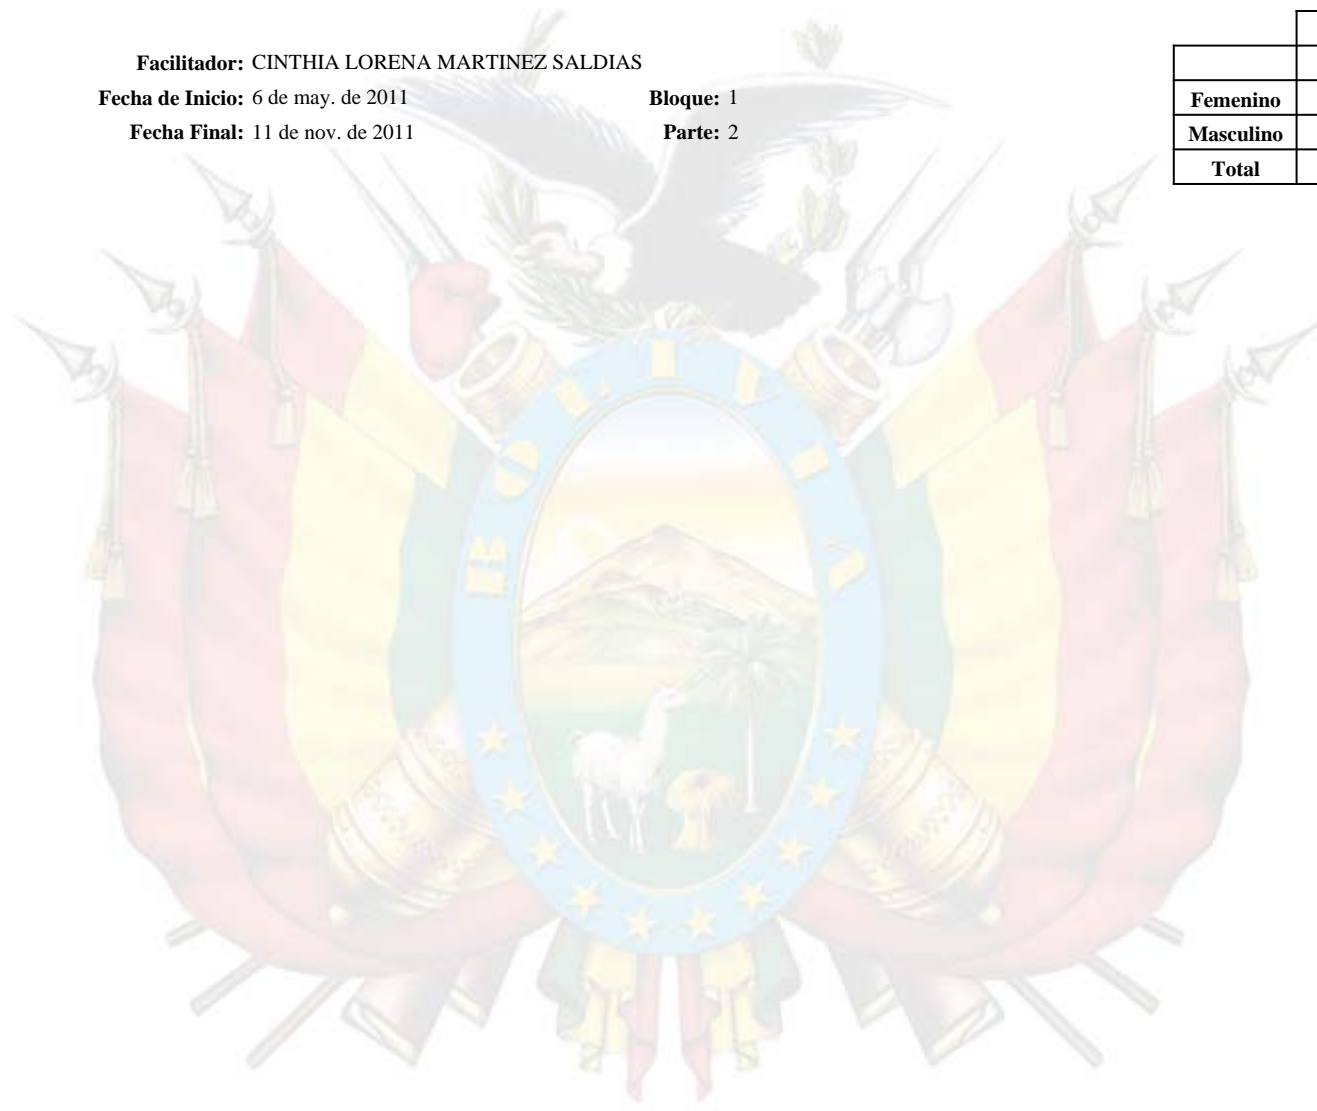 Facilitador: CINTHIA LORENA MARTINEZ SALDIAS
Fecha de Inicio: 6 de may. de 2011 Bloque: 1
Fecha Final: 11 de nov. de 2011 Parte: 2
Femenino
Masculino
Total
BOLIVIA